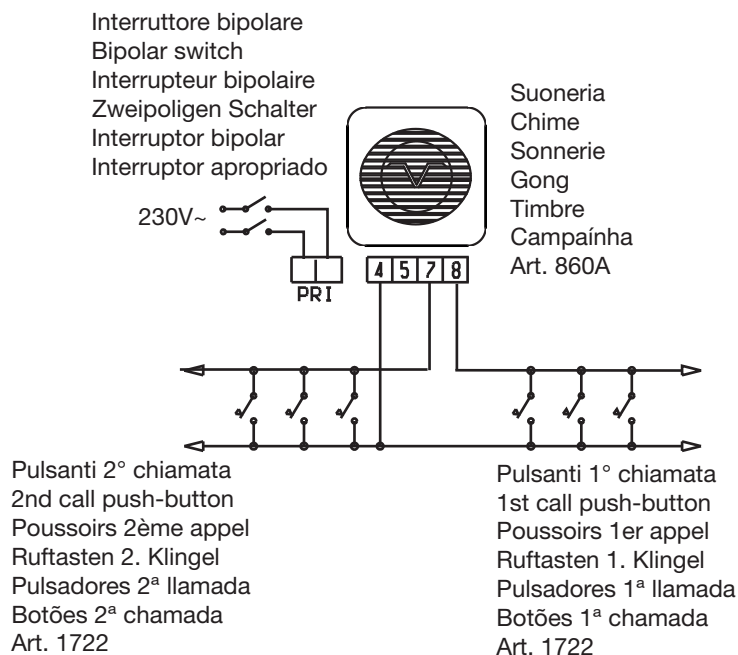 Interruttore bipolare
Bipolar switch
Interrupteur bipolaire
Zweipoligen Schalter
Interruptor bipolar
Interruptor apropriado
Suoneria
Chime
Sonnerie
Gong
Timbre
Campaínha
Art. 860A
230V~
PRI
4 5 7 8
Pulsanti 2° chiamata
2nd call push-button
Poussoirs 2ème appel
Ruftasten 2. Klingel
Pulsadores 2ª llamada
Botões 2ª chamada
Art. 1722
Pulsanti 1° chiamata
1st call push-button
Poussoirs 1er appel
Ruftasten 1. Klingel
Pulsadores 1ª llamada
Botões 1ª chamada
Art. 1722